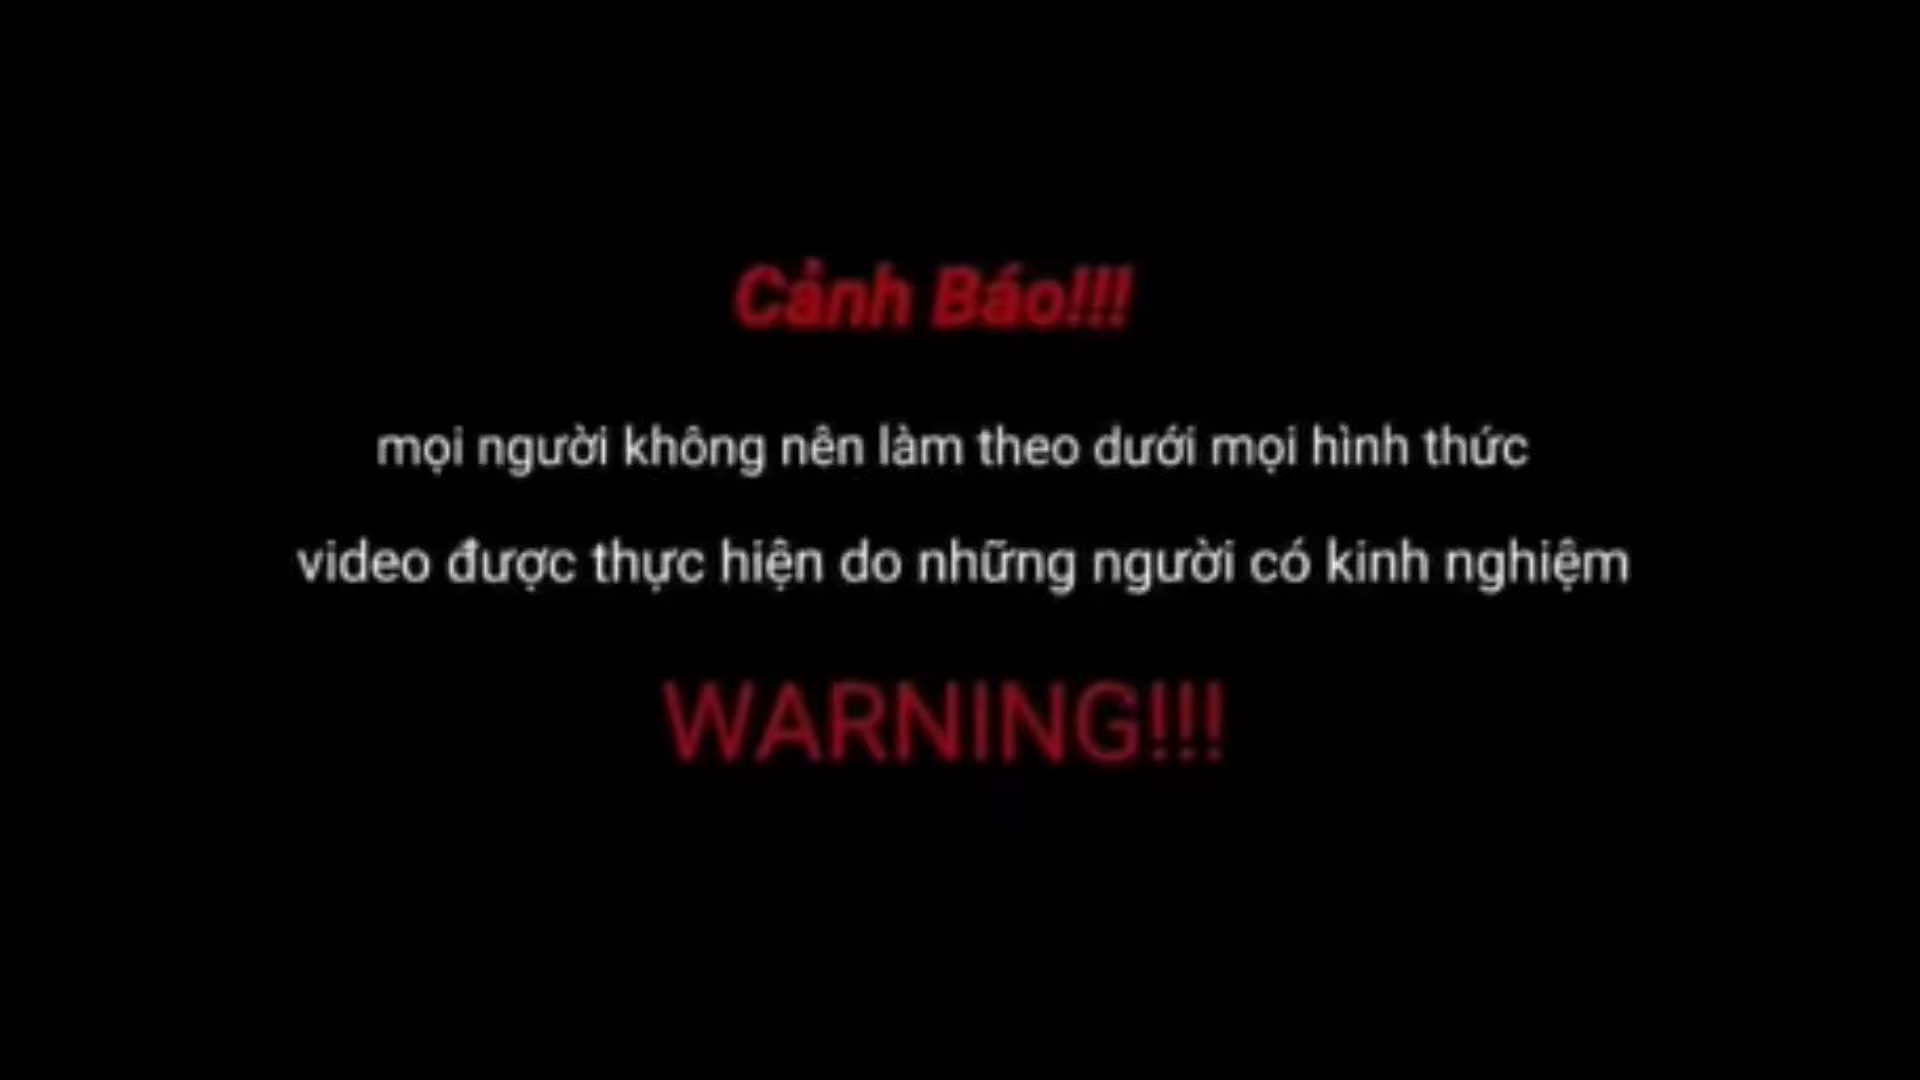 Cảnh Báo!!!
mọi người không nên làm theo dưới mọi hình thức
video được thực hiện do những người có kinh nghiệm
WARNING!!!